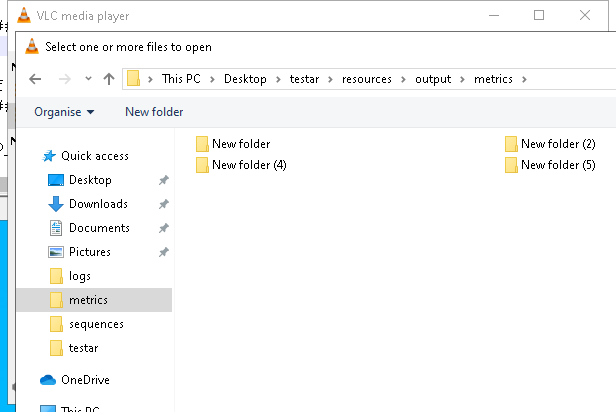 VLC media player
Select one or more files to open
This PC > Desktop > testar > resources > output > metrics >
Organise New folder
New folder New folder (2)
New folder (4) New folder (5)
Quick access
Desktop
Downloads
Documents
Pictures
logs
metrics
sequences
testar
OneDrive
This PC